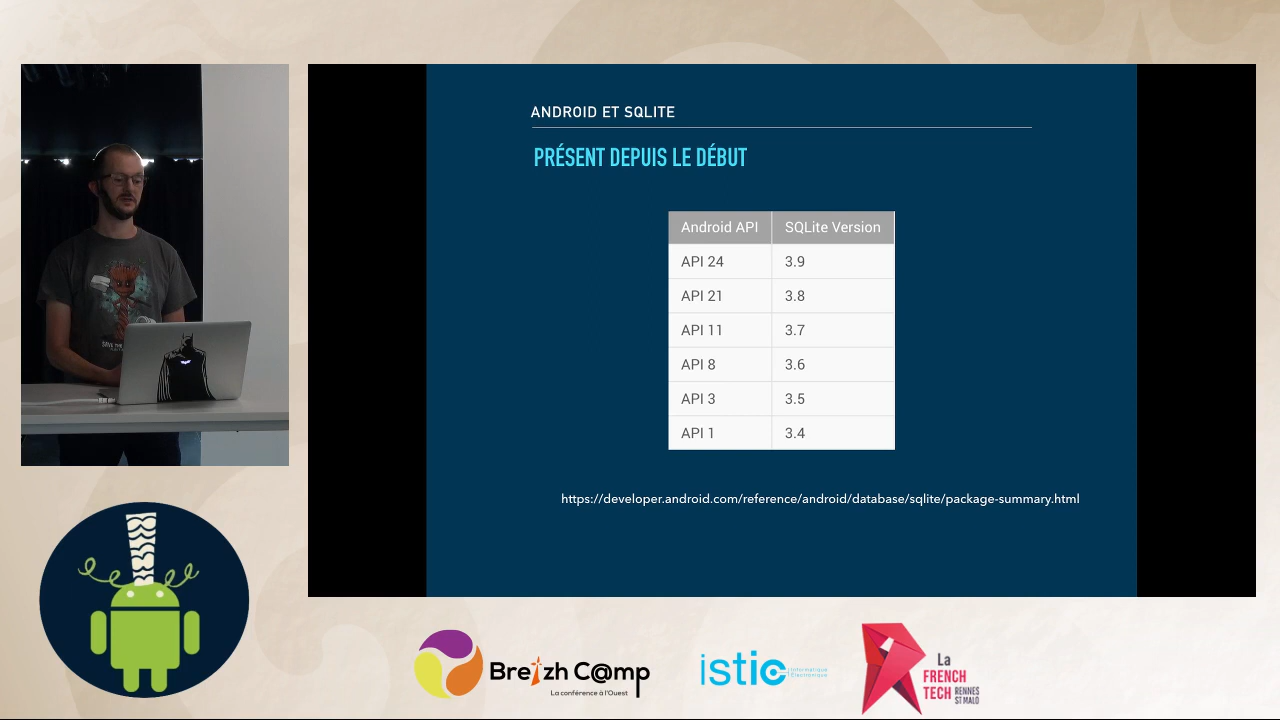 ANDROID ET SQLITE
PRÉSENT DEPUIS LE DÉBUT
Android API SQLite Version
API 24 3.9
API 21 3.8
API 11 3.7
API 8 3.6
API 3 3.5
API 1 3.4
https://developer.android.com/reference/android/database/sqlite/package-summary.html
Breizh C@mp
La conférence à l'Ouest
istic
Informatique
Électronique
La
FRENCH
TECH RENNES
ST MALO